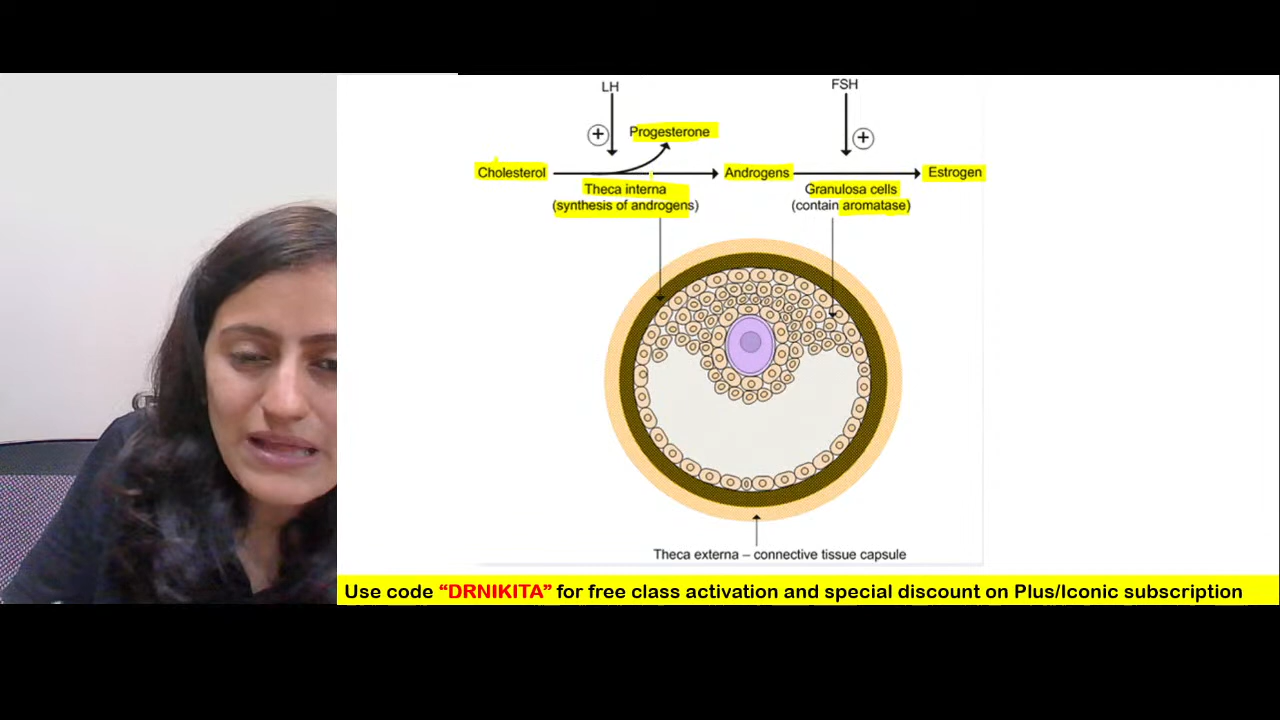 LH
FSH
Progesterone
Cholesterol
Androgens
Estrogen
Theca interna
(synthesis of androgens)
Granulosa cells
(contain aromatase)
Theca externa – connective tissue capsule
Use code “DRNIKITA” for free class activation and special discount on Plus/Iconic subscription